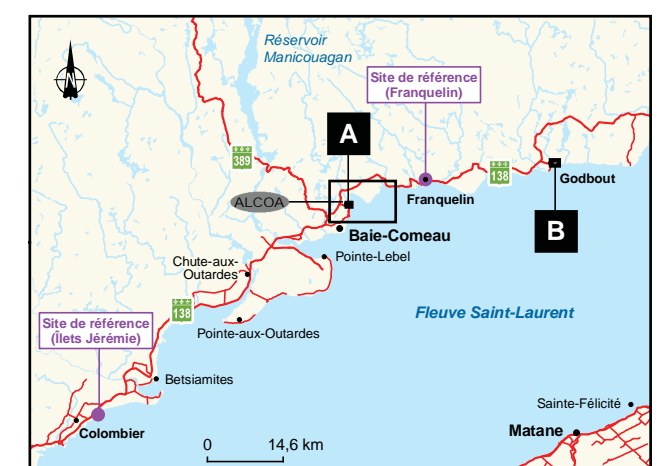 Réservoir
Manicouagan
Site de référence
(Franquelin)
A
389
138
ALCOA
Franquelin
Godbout
B
Baie-Comeau
Chute-aux-
Outardes
Pointe-Lebel
138
Fleuve Saint-Laurent
Site de référence
(Îlets Jérémie)
Pointe-aux-Outardes
Betsiamites
Sainte-Félicité
Colombier
Matane
0 14,6 km